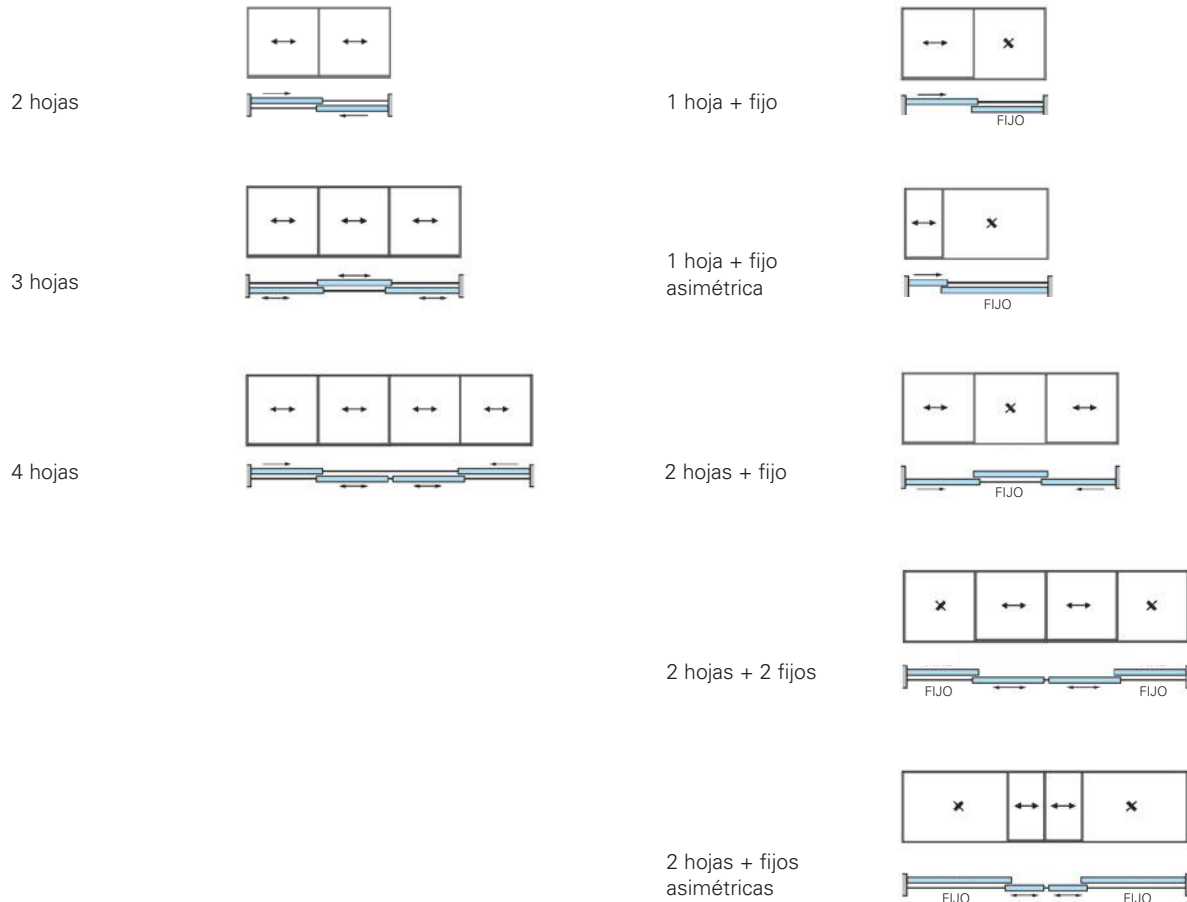 2 hojas
3 hojas
4 hojas
1 hoja + fijo
FIJO
1 hoja + fijo
asimétrica
FIJO
2 hojas + fijo
FIJO
2 hojas + 2 fijos
FIJO
FIJO
2 hojas + fijos
asimétricas
FIJO
FIJO